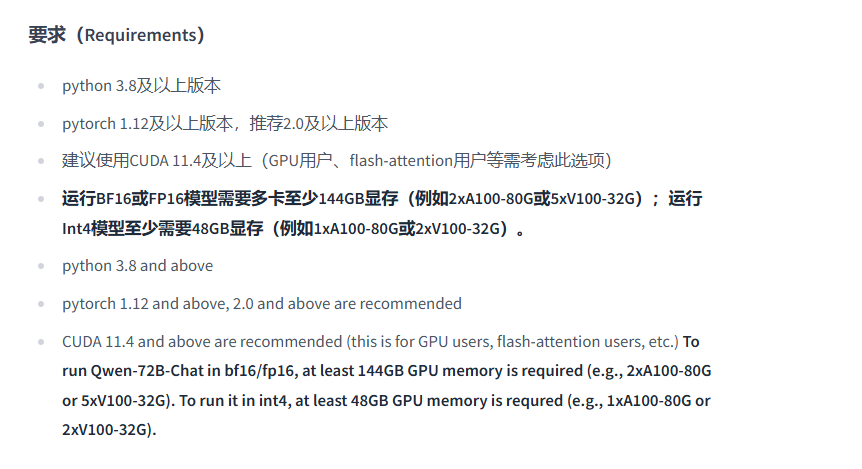 要求（Requirements）
python 3.8及以上版本
pytorch 1.12及以上版本，推荐2.0及以上版本
建议使用CUDA 11.4及以上（GPU用户、flash-attention用户等需考虑此选项）
运行BF16或FP16模型需要多卡至少144GB显存（例如2xA100-80G或5xV100-32G）；运行
Int4模型至少需要48GB显存（例如1xA100-80G或2xV100-32G）。
python 3.8 and above
pytorch 1.12 and above, 2.0 and above are recommended
CUDA 11.4 and above are recommended (this is for GPU users, flash-attention users, etc.) To
run Qwen-72B-Chat in bf16/fp16, at least 144GB GPU memory is required (e.g., 2xA100-80G
or 5xV100-32G). To run it in int4, at least 48GB GPU memory is requred (e.g., 1xA100-80G or
2xV100-32G).